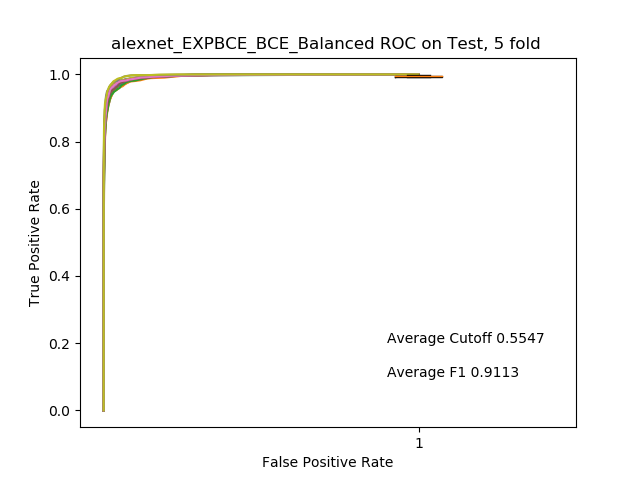 alexnet_EXPBCE_BCE_Balanced ROC on Test, 5 fold
1.0
0.8
0.6
0.4
0.2
0.0
True Positive Rate
Average Cutoff 0.5547
Average F1 0.9113
1
False Positive Rate